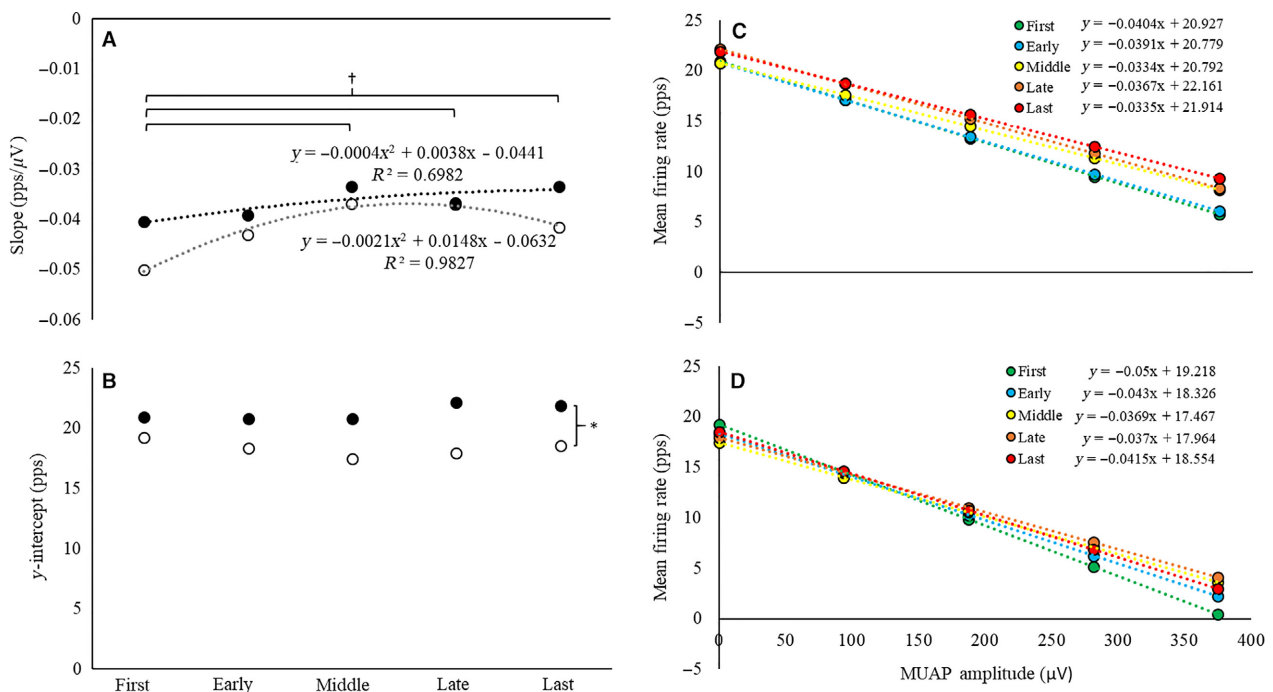 A
0
−0.01
−0.02
−0.03
−0.04
−0.05
−0.06
Slope (pps/µV)
†
y = −0.0004x² + 0.0038x − 0.0441
R² = 0.6982
y = −0.0021x² + 0.0148x − 0.0632
R² = 0.9827
B
25
20
15
10
5
0
y-intercept (pps)
*
First Early Middle Late Last
C
25
20
15
10
5
0
−5
Mean firing rate (pps)
First y = −0.0404x + 20.927
Early y = −0.0391x + 20.779
Middle y = −0.0334x + 20.792
Late y = −0.0367x + 22.161
Last y = −0.0335x + 21.914
D
25
20
15
10
5
0
−5
Mean firing rate (pps)
First y = −0.05x + 19.218
Early y = −0.043x + 18.326
Middle y = −0.0369x + 17.467
Late y = −0.037x + 17.964
Last y = −0.0415x + 18.554
0 50 100 150 200 250 300 350 400
MUAP amplitude (µV)